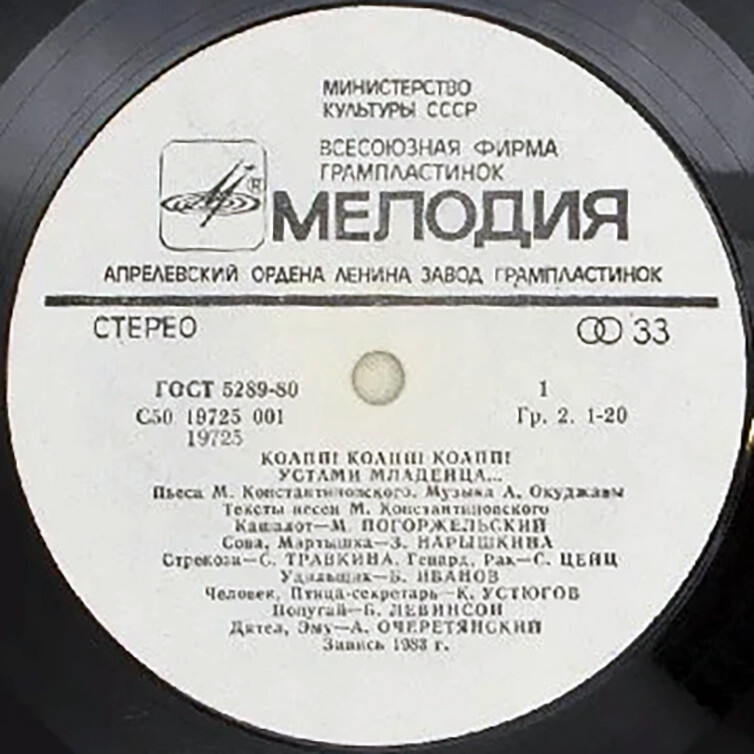 МИНИСТЕРСТВО
КУЛЬТУРЫ СССР
ВСЕСОЮЗНАЯ ФИРМА
ГРАМПЛАСТИНОК
®
МЕЛОДИЯ
АПРЕЛЕВСКИЙ ОРДЕНА ЛЕНИНА ЗАВОД ГРАМПЛАСТИНОК
СТЕРЕО 33
ГОСТ 5289-80 1
С50 19725 001 Гр. 2. 1-20
19725
КОАПП! КОАПП! КОАПП!
УСТАМИ МЛАДЕНЦА...
Пьеса М. Константиновского. Музыка А. Окуджавы
Тексты песен М. Константиновского
Кашалот—М. ПОГОРЖЕЛЬСКИЙ
Сова, Мартышка—З. НАРЫШКИНА
Стрекоза—С. ТРАВКИНА, Гепард, Рак—С. ЦЕЙЦ
Удильщик—Б. ИВАНОВ
Человек, Птица-секретарь—К. УСТЮГОВ
Попугай—Б. ЛЕВИНСОН
Дятел, Эму—А. ОЧЕРЕТЯНСКИЙ
Запись 1983 г.